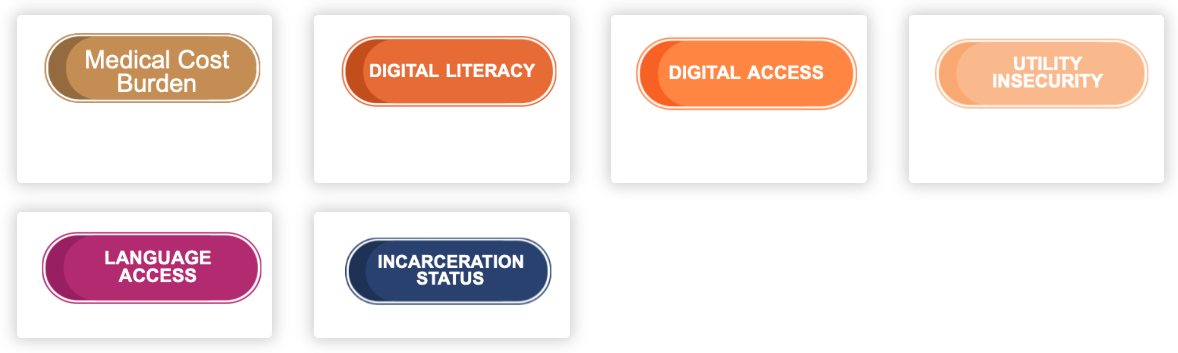 Medical Cost
Burden
DIGITAL LITERACY
DIGITAL ACCESS
UTILITY
INSECURITY
LANGUAGE
ACCESS
INCARCERATION
STATUS